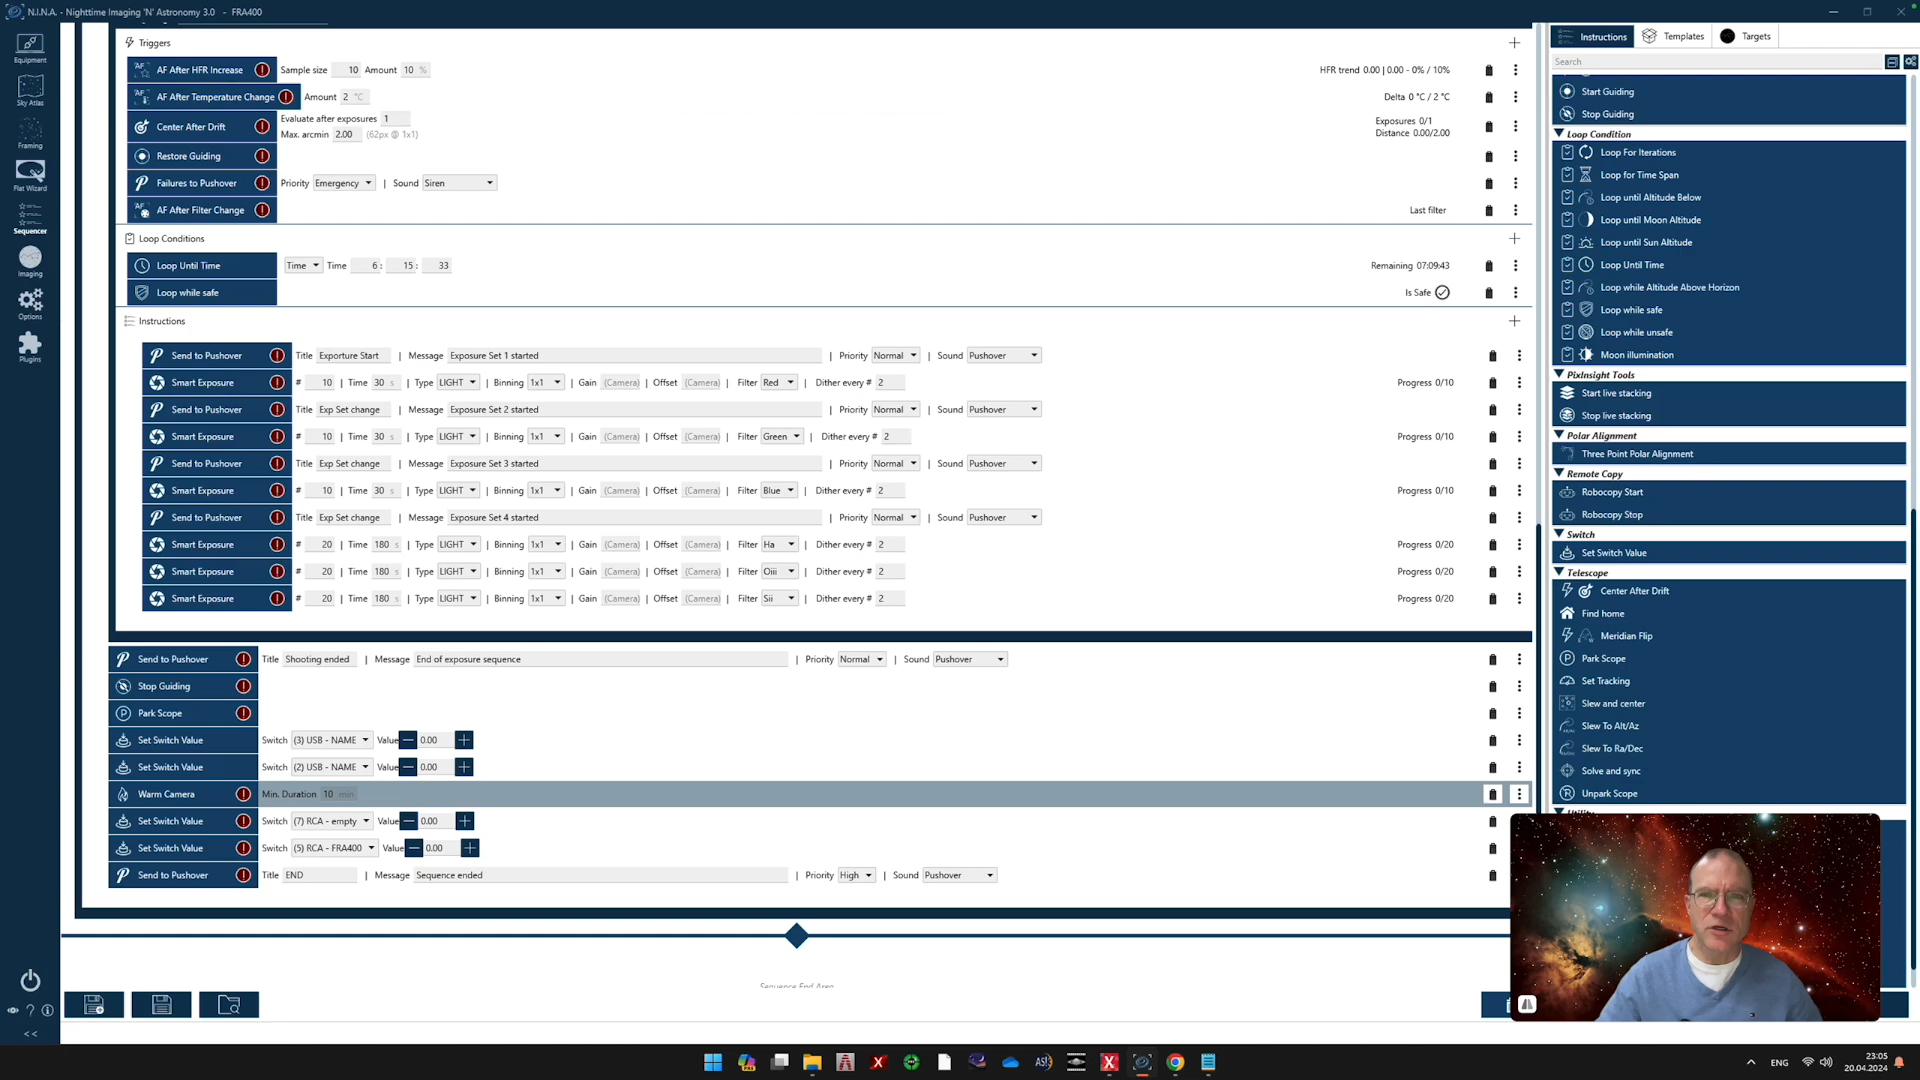 N.I.N.A. - Nighttime Imaging 'N' Astronomy 3.0 - FRA400
Equipment
Sky Atlas
Framing
Flat Wizard
Sequencer
Imaging
Options
Plugins
<<
Triggers
AF After HFR Increase Sample size 10 Amount 10 % HFR trend 0.00 | 0.00 - 0% / 10%
AF After Temperature Change Amount 2 °C Delta 0 °C / 2 °C
Center After Drift Evaluate after exposures 1 Exposures 0/1
Max. arcmin 2.00 (62px @ 1x1) Distance 0.00/2.00
Restore Guiding
Failures to Pushover Priority Emergency | Sound Siren
AF After Filter Change Last filter
Loop Conditions
Loop Until Time Time Time 6 : 15 : 33 Remaining 07:09:43
Loop while safe Is Safe
Instructions
Send to Pushover Title Exporture Start | Message Exposure Set 1 started | Priority Normal | Sound Pushover
Smart Exposure # 10 | Time 30 s | Type LIGHT | Binning 1x1 | Gain (Camera) | Offset (Camera) | Filter Red | Dither every # 2 Progress 0/10
Send to Pushover Title Exp Set change | Message Exposure Set 2 started | Priority Normal | Sound Pushover
Smart Exposure # 10 | Time 30 s | Type LIGHT | Binning 1x1 | Gain (Camera) | Offset (Camera) | Filter Green | Dither every # 2 Progress 0/10
Send to Pushover Title Exp Set change | Message Exposure Set 3 started | Priority Normal | Sound Pushover
Smart Exposure # 10 | Time 30 s | Type LIGHT | Binning 1x1 | Gain (Camera) | Offset (Camera) | Filter Blue | Dither every # 2 Progress 0/10
Send to Pushover Title Exp Set change | Message Exposure Set 4 started | Priority Normal | Sound Pushover
Smart Exposure # 20 | Time 180 s | Type LIGHT | Binning 1x1 | Gain (Camera) | Offset (Camera) | Filter Ha | Dither every # 2 Progress 0/20
Smart Exposure # 20 | Time 180 s | Type LIGHT | Binning 1x1 | Gain (Camera) | Offset (Camera) | Filter Oiii | Dither every # 2 Progress 0/20
Smart Exposure # 20 | Time 180 s | Type LIGHT | Binning 1x1 | Gain (Camera) | Offset (Camera) | Filter Sii | Dither every # 2 Progress 0/20
Send to Pushover Title Shooting ended | Message End of exposure sequence | Priority Normal | Sound Pushover
Stop Guiding
Park Scope
Set Switch Value Switch (3) USB - NAME Value 0.00
Set Switch Value Switch (2) USB - NAME Value 0.00
Warm Camera Min. Duration 10 min
Set Switch Value Switch (7) RCA - empty Value 0.00
Set Switch Value Switch (5) RCA - FRA400 Value 0.00
Send to Pushover Title END | Message Sequence ended | Priority High | Sound Pushover
Sequence End Area
Instructions Templates Targets
Search
Start Guiding
Stop Guiding
Loop Condition
Loop For Iterations
Loop for Time Span
Loop until Altitude Below
Loop until Moon Altitude
Loop until Sun Altitude
Loop Until Time
Loop while Altitude Above Horizon
Loop while safe
Loop while unsafe
Moon illumination
PixInsight Tools
Start live stacking
Stop live stacking
Polar Alignment
Three Point Polar Alignment
Remote Copy
Robocopy Start
Robocopy Stop
Switch
Set Switch Value
Telescope
Center After Drift
Find home
Meridian Flip
Park Scope
Set Tracking
Slew and center
Slew To Alt/Az
Slew To Ra/Dec
Solve and sync
Unpark Scope
Utility
ENG
23:05
20.04.2024